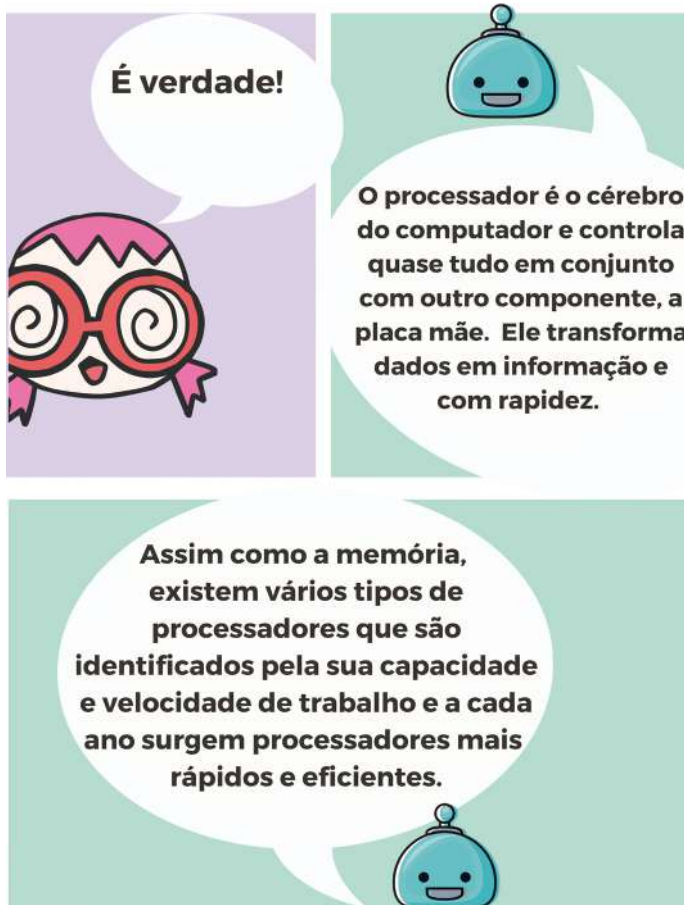 É verdade!
O processador é o cérebro
do computador e controla
quase tudo em conjunto
com outro componente, a
placa mãe. Ele transforma
dados em informação e
com rapidez.
Assim como a memória,
existem vários tipos de
processadores que são
identificados pela sua capacidade
e velocidade de trabalho e a cada
ano surgem processadores mais
rápidos e eficientes.